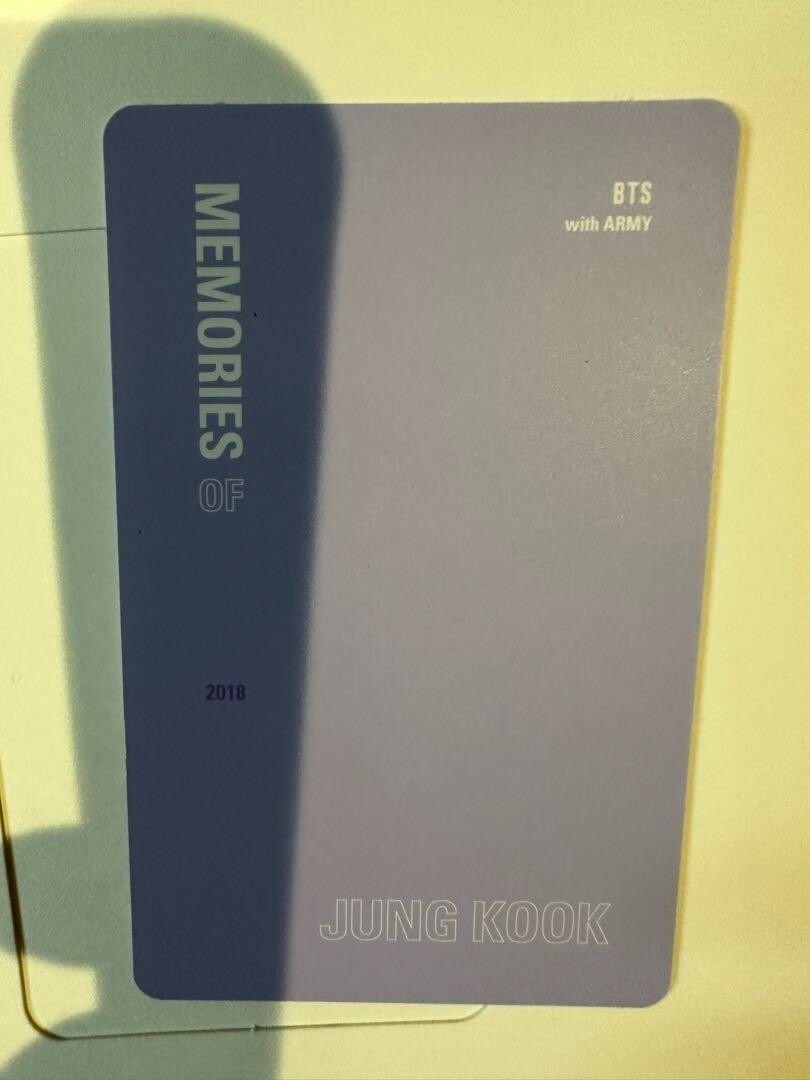 BTS
with ARMY
MEMORIES OF
2018
JUNG KOOK